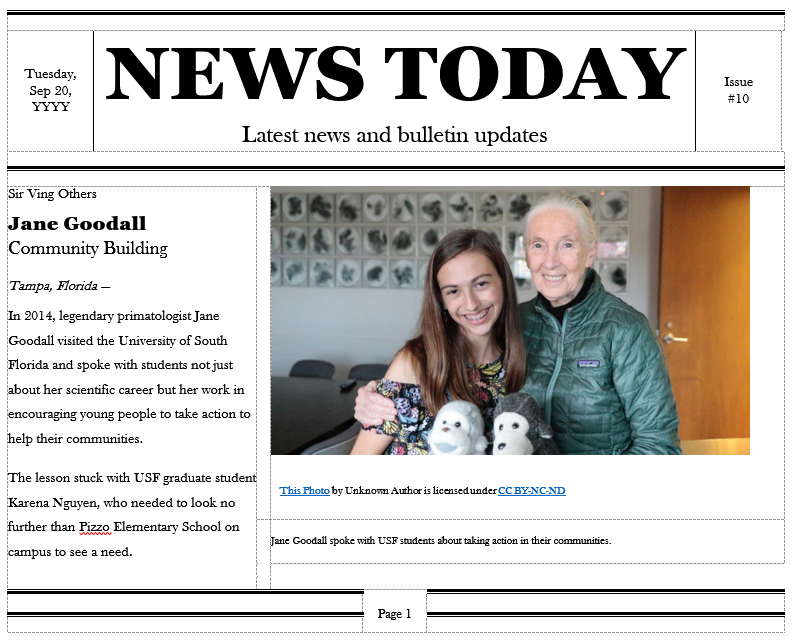 Tuesday,
Sep 20,
YYYY
NEWS TODAY
Latest news and bulletin updates
Issue
#10
Sir Ving Others
Jane Goodall
Community Building
Tampa, Florida —
In 2014, legendary primatologist Jane
Goodall visited the University of South
Florida and spoke with students not just
about her scientific career but her work in
encouraging young people to take action to
help their communities.
The lesson stuck with USF graduate student
Karena Nguyen, who needed to look no
further than Pizzo Elementary School on
campus to see a need.
This Photo by Unknown Author is licensed under CC BY-NC-ND
Jane Goodall spoke with USF students about taking action in their communities.
Page 1